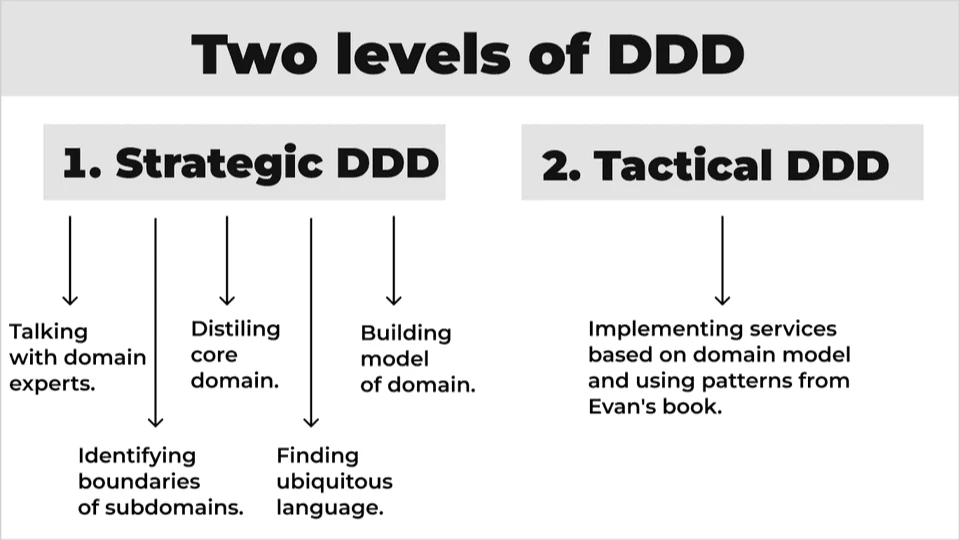 Two levels of DDD
1. Strategic DDD
2. Tactical DDD
Talking
with domain
experts.
Identifying
boundaries
of subdomains.
Distiling
core
domain.
Finding
ubiquitous
language.
Building
model
of domain.
Implementing services
based on domain model
and using patterns from
Evan's book.